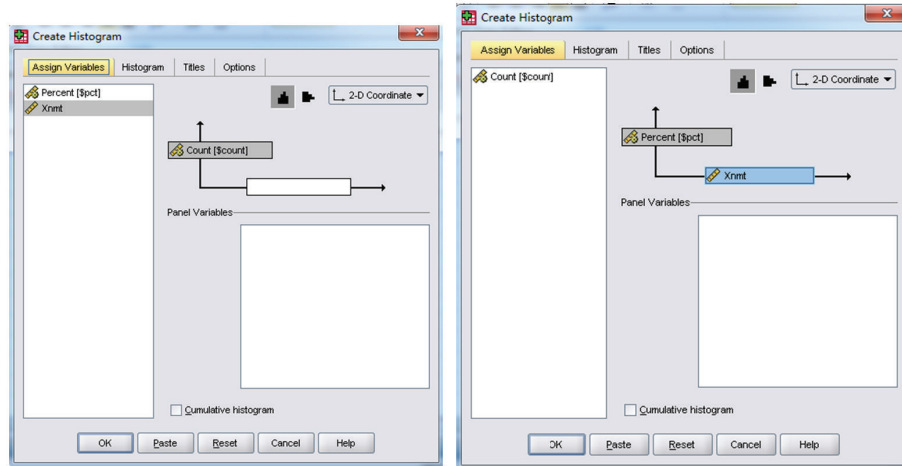 Create Histogram
Assign Variables Histogram Titles Options
Percent [$pct]
Xnmt
2-D Coordinate
Count [$count]
Panel Variables
Cumulative histogram
OK Paste Reset Cancel Help
Create Histogram
Assign Variables Histogram Titles Options
Count [$count]
2-D Coordinate
Percent [$pct]
Xnmt
Panel Variables
Cumulative histogram
OK Paste Reset Cancel Help